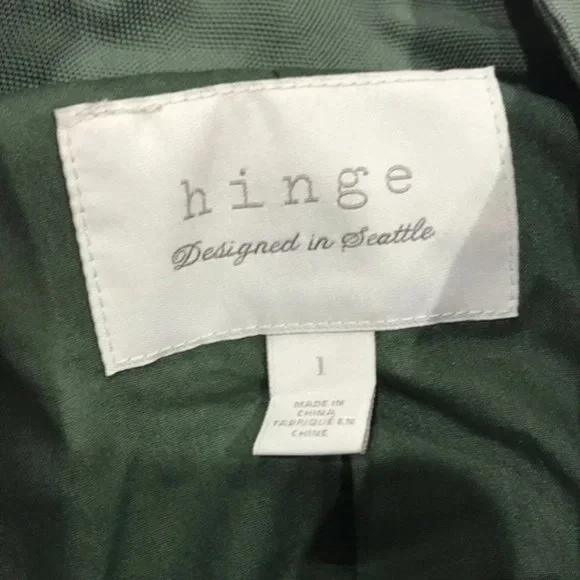 hinge
Designed in Seattle
1
MADE IN
CHINA
FABRIQUÉ EN
CHINE